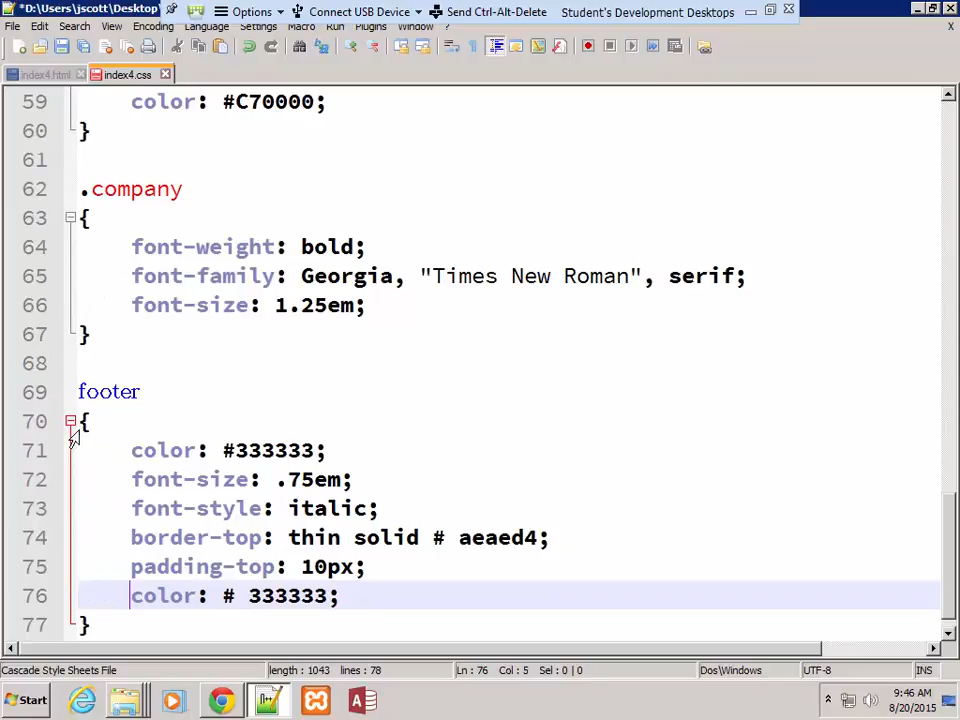 *D:\Users\jscott\Desktop\
Options
Connect USB Device
Send Ctrl-Alt-Delete
Student's Development Desktops
File Edit Search View Encoding Language Settings Macro Run Plugins Window ? X
index4.html
index4.css
59 color: #C70000;
60 }
61
62 .company
63 {
64 font-weight: bold;
65 font-family: Georgia, "Times New Roman", serif;
66 font-size: 1.25em;
67 }
68
69 footer
70 {
71 color: #333333;
72 font-size: .75em;
73 font-style: italic;
74 border-top: thin solid # aeaed4;
75 padding-top: 10px;
76 color: # 333333;
77 }
Cascade Style Sheets File
length : 1043 lines : 78
Ln : 76 Col : 5 Sel : 0 | 0
Dos\Windows
UTF-8
INS
Start
9:46 AM
8/20/2015